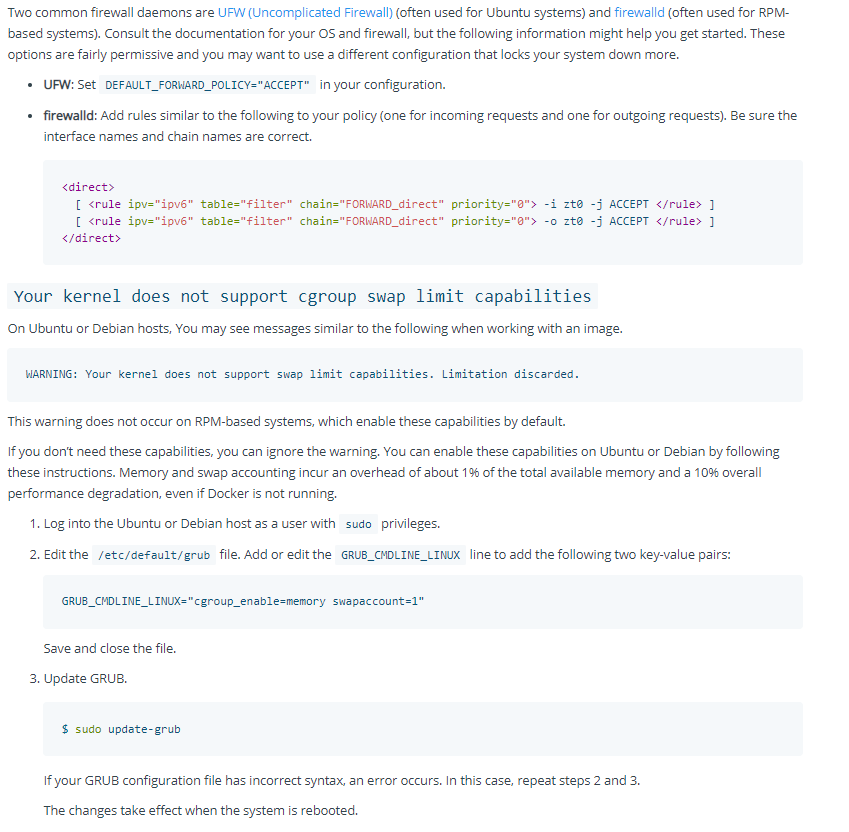 Two common firewall daemons are UFW (Uncomplicated Firewall) (often used for Ubuntu systems) and firewalld (often used for RPM-
based systems). Consult the documentation for your OS and firewall, but the following information might help you get started. These
options are fairly permissive and you may want to use a different configuration that locks your system down more.
• UFW: Set DEFAULT_FORWARD_POLICY="ACCEPT" in your configuration.
• firewalld: Add rules similar to the following to your policy (one for incoming requests and one for outgoing requests). Be sure the
interface names and chain names are correct.
<direct>
[ <rule ipv="ipv6" table="filter" chain="FORWARD_direct" priority="0"> -i zt0 -j ACCEPT </rule> ]
[ <rule ipv="ipv6" table="filter" chain="FORWARD_direct" priority="0"> -o zt0 -j ACCEPT </rule> ]
</direct>
Your kernel does not support cgroup swap limit capabilities
On Ubuntu or Debian hosts, You may see messages similar to the following when working with an image.
WARNING: Your kernel does not support swap limit capabilities. Limitation discarded.
This warning does not occur on RPM-based systems, which enable these capabilities by default.
If you don't need these capabilities, you can ignore the warning. You can enable these capabilities on Ubuntu or Debian by following
these instructions. Memory and swap accounting incur an overhead of about 1% of the total available memory and a 10% overall
performance degradation, even if Docker is not running.
1. Log into the Ubuntu or Debian host as a user with sudo privileges.
2. Edit the /etc/default/grub file. Add or edit the GRUB_CMDLINE_LINUX line to add the following two key-value pairs:
GRUB_CMDLINE_LINUX="cgroup_enable=memory swapaccount=1"
Save and close the file.
3. Update GRUB.
$ sudo update-grub
If your GRUB configuration file has incorrect syntax, an error occurs. In this case, repeat steps 2 and 3.
The changes take effect when the system is rebooted.